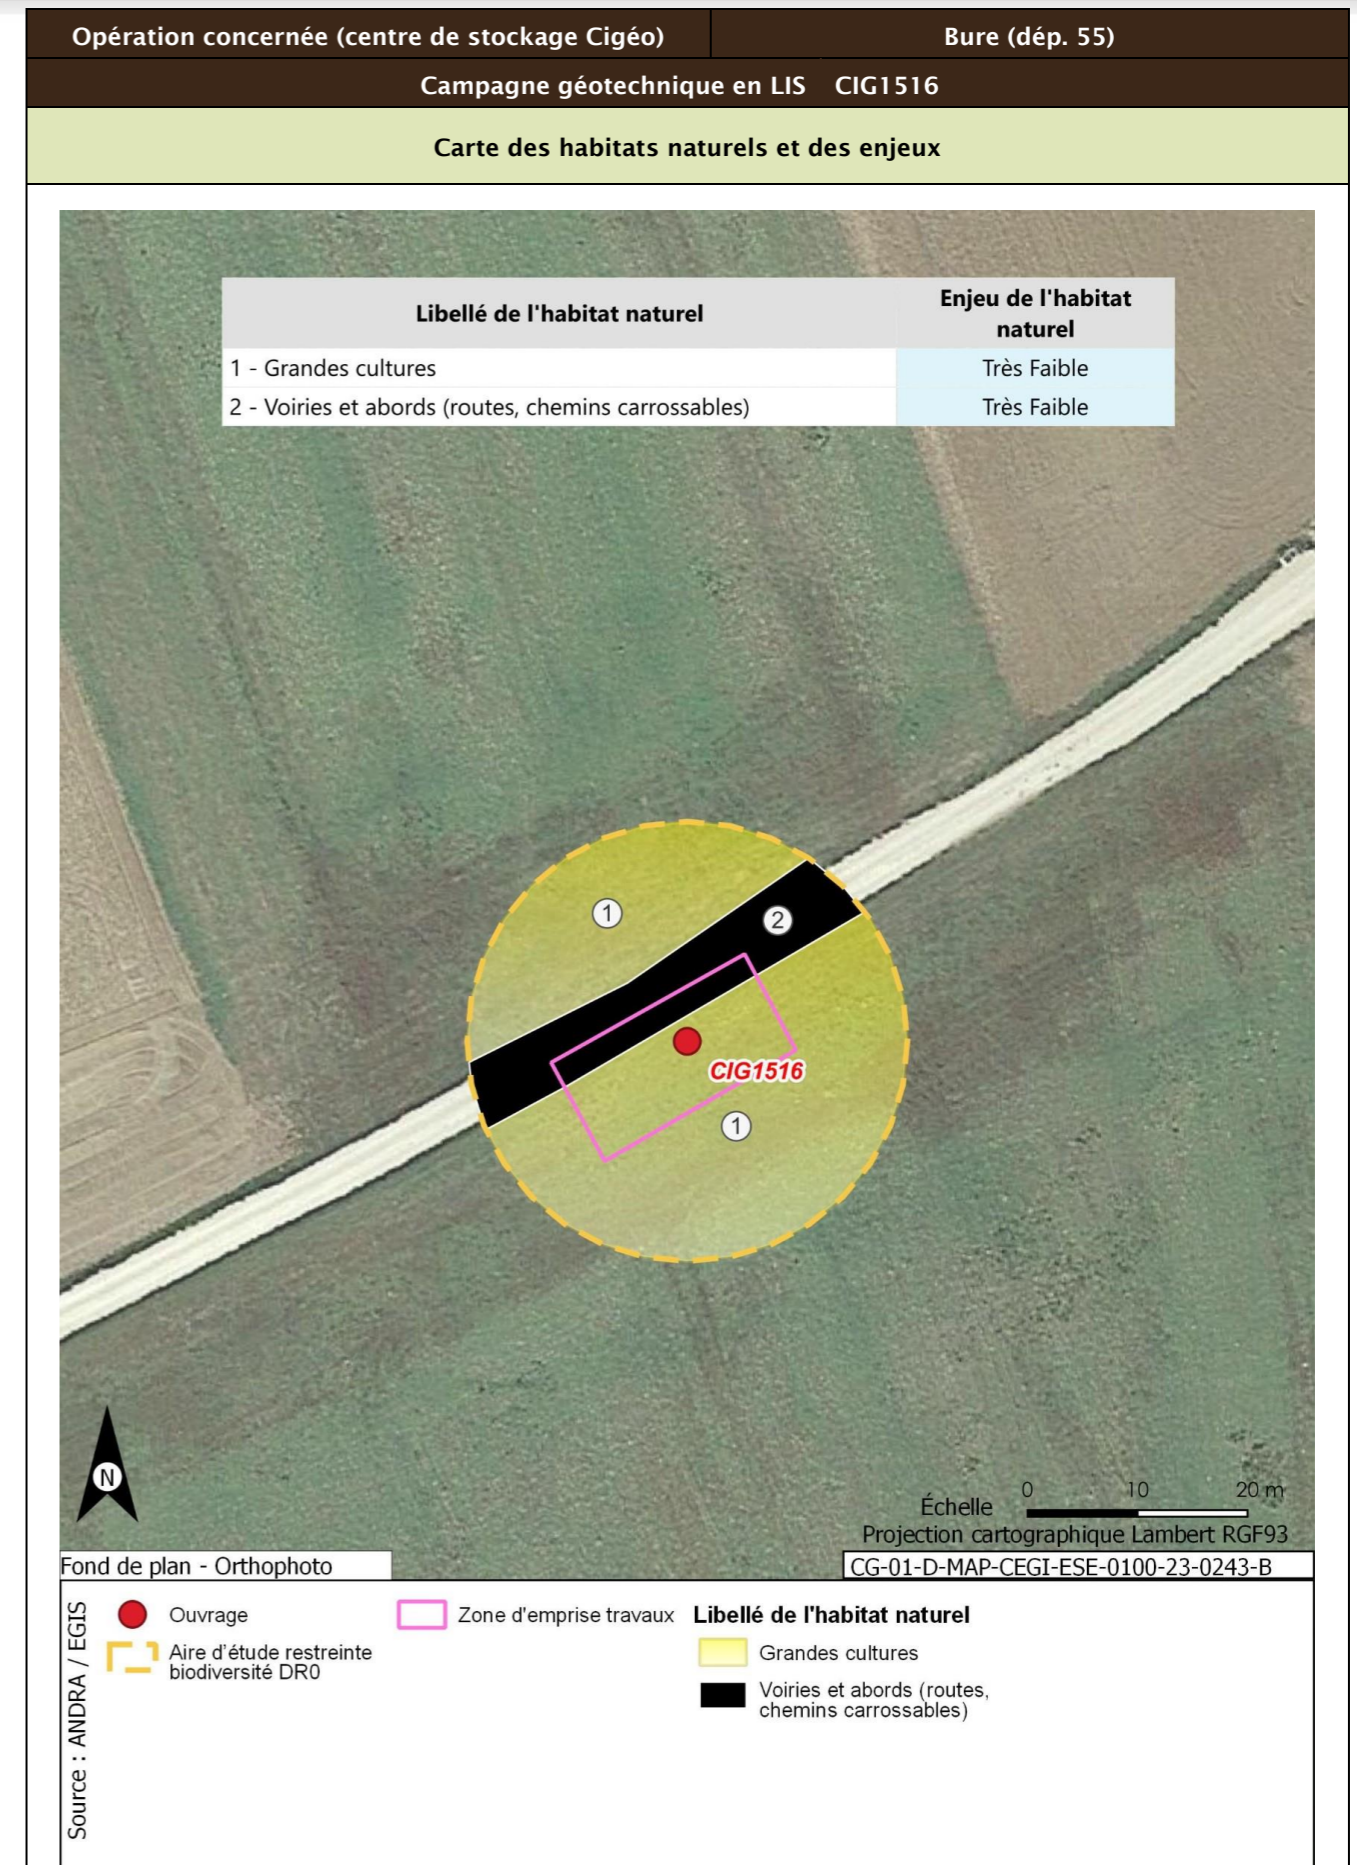 Opération concernée (centre de stockage Cigéo) Bure (dép. 55)
Campagne géotechnique en LIS CIG1516
Carte des habitats naturels et des enjeux
Libellé de l'habitat naturel Enjeu de l'habitat
naturel
1 - Grandes cultures Très Faible
2 - Voiries et abords (routes, chemins carrossables) Très Faible
1
2
CIG1516
1
N
0 10 20 m
Échelle
Projection cartographique Lambert RGF93
Fond de plan - Orthophoto CG-01-D-MAP-CEGI-ESE-0100-23-0243-B
Source : ANDRA / EGIS
Ouvrage
Aire d'étude restreinte
biodiversité DR0
Zone d'emprise travaux
Libellé de l'habitat naturel
Grandes cultures
Voiries et abords (routes,
chemins carrossables)